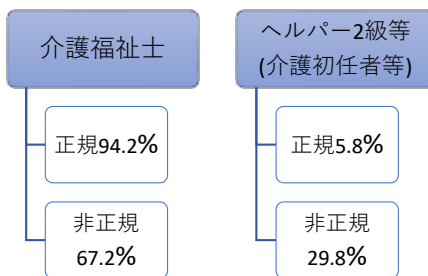 介護福祉士
正規94.2%
非正規
67.2%
ヘルパー2級等
(介護初任者等)
正規5.8%
非正規
29.8%